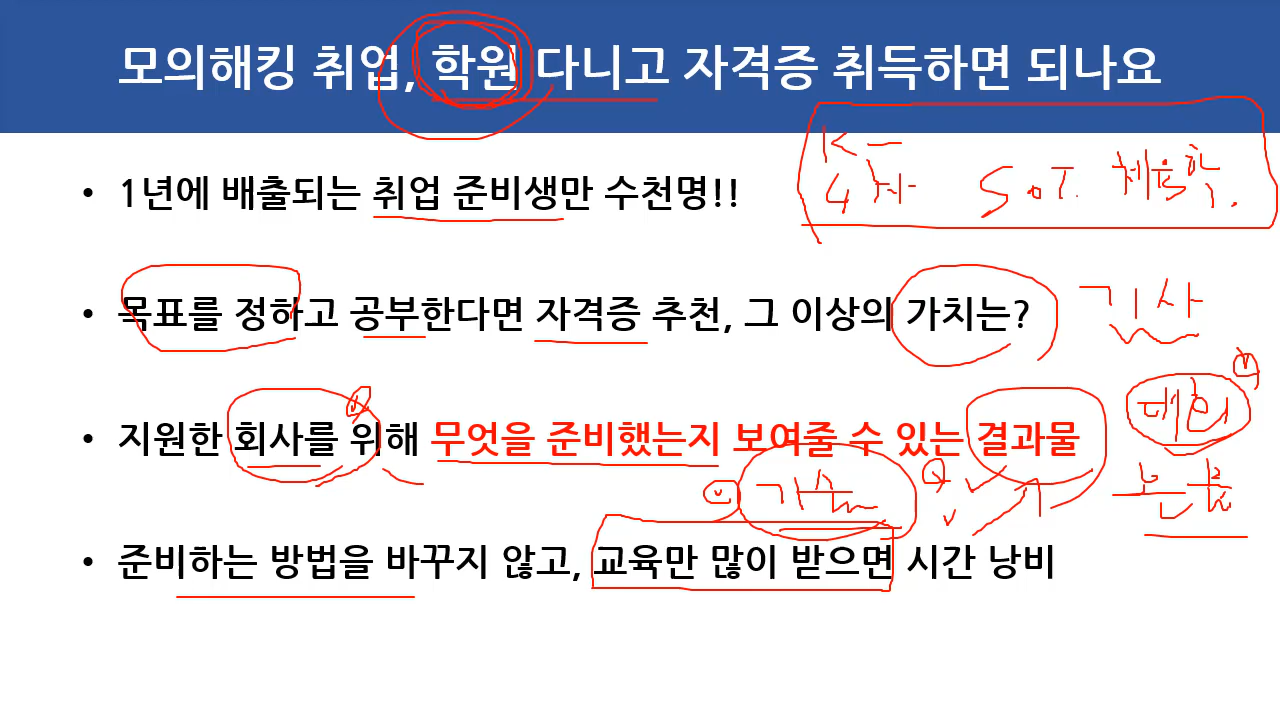 모의해킹 취업, 학원 다니고 자격증 취득하면 되나요
• 1년에 배출되는 취업 준비생만 수천명!!
4차
• 목표를 정하고 공부한다면 자격증 추천, 그 이상의 가치는?
기사
• 지원한 회사를 위해 무엇을 준비했는지 보여줄 수 있는 결과물
기술
• 준비하는 방법을 바꾸지 않고, 교육만 많이 받으면 시간 낭비